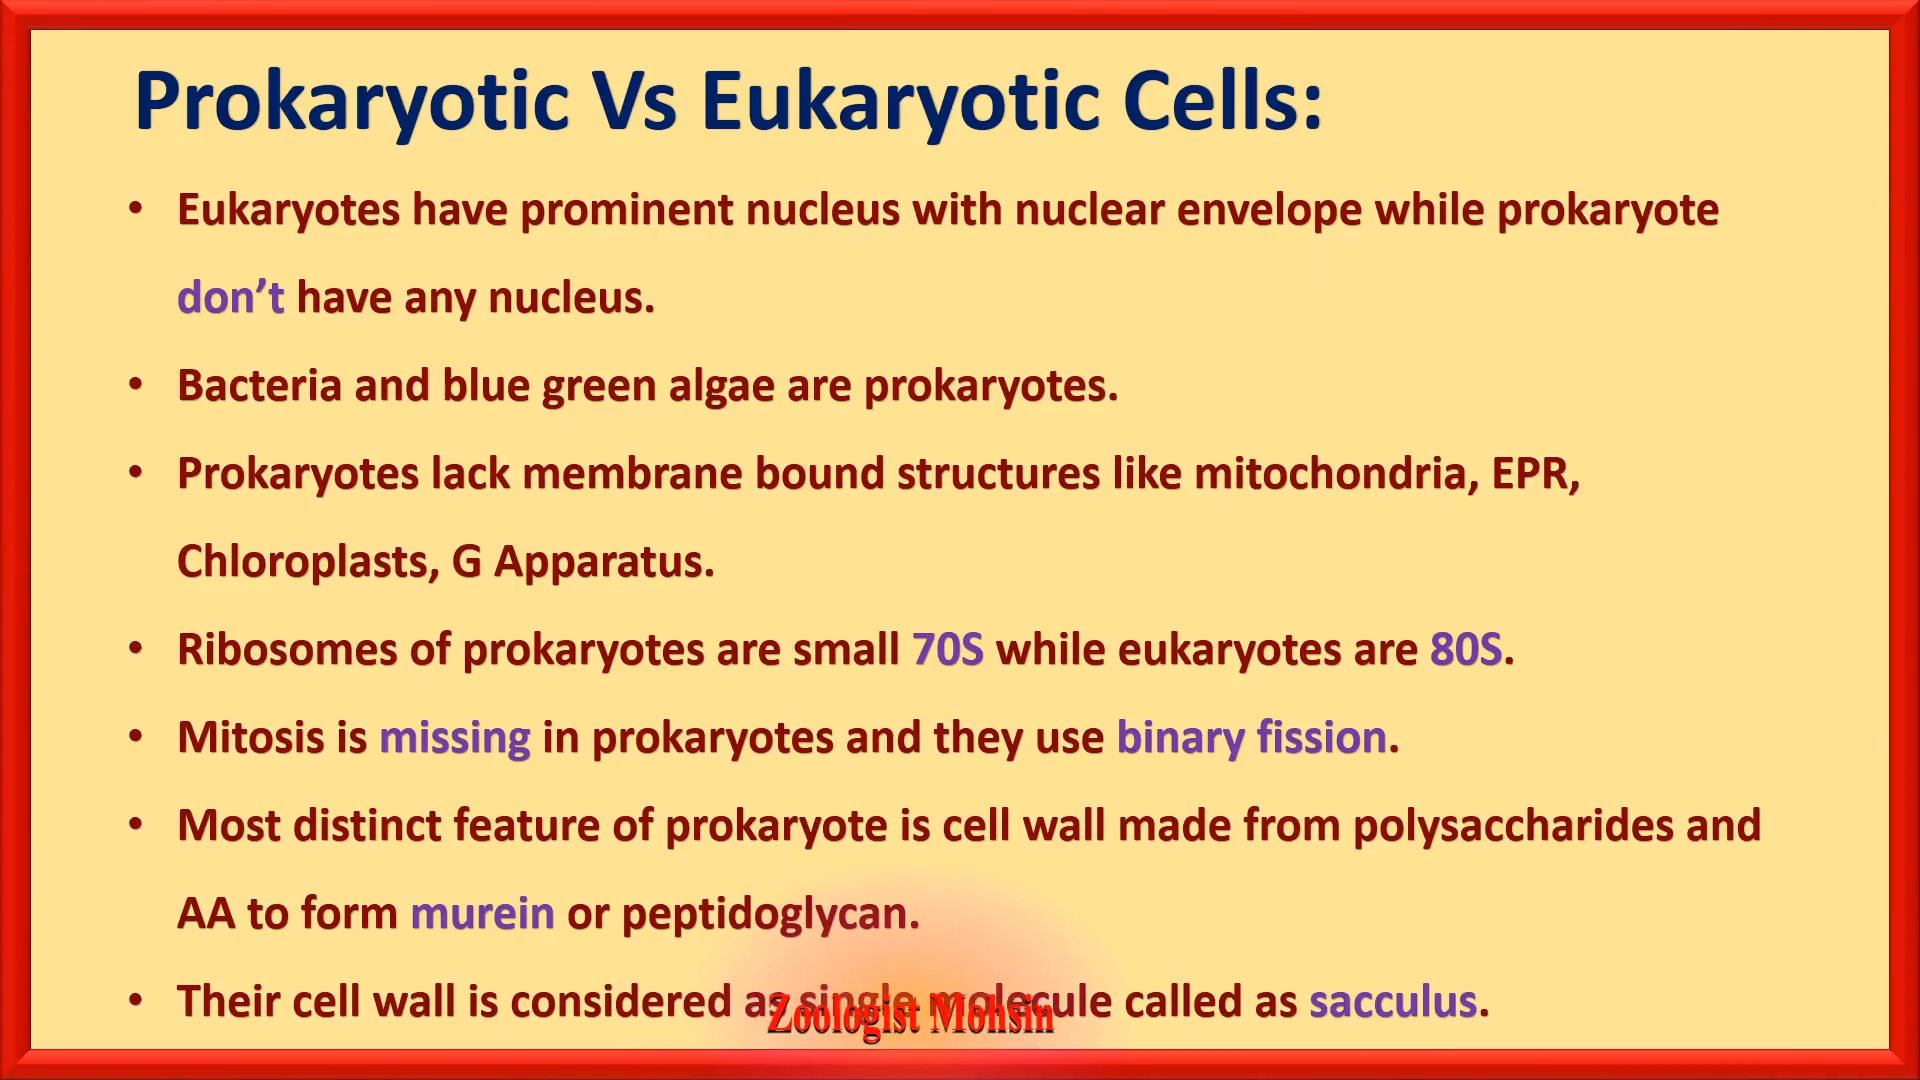 Prokaryotic Vs Eukaryotic Cells:
• Eukaryotes have prominent nucleus with nuclear envelope while prokaryote
don’t have any nucleus.
• Bacteria and blue green algae are prokaryotes.
• Prokaryotes lack membrane bound structures like mitochondria, EPR,
Chloroplasts, G Apparatus.
• Ribosomes of prokaryotes are small 70S while eukaryotes are 80S.
• Mitosis is missing in prokaryotes and they use binary fission.
• Most distinct feature of prokaryote is cell wall made from polysaccharides and
AA to form murein or peptidoglycan.
• Their cell wall is considered as single molecule called as sacculus.
Zoologist Mohsin